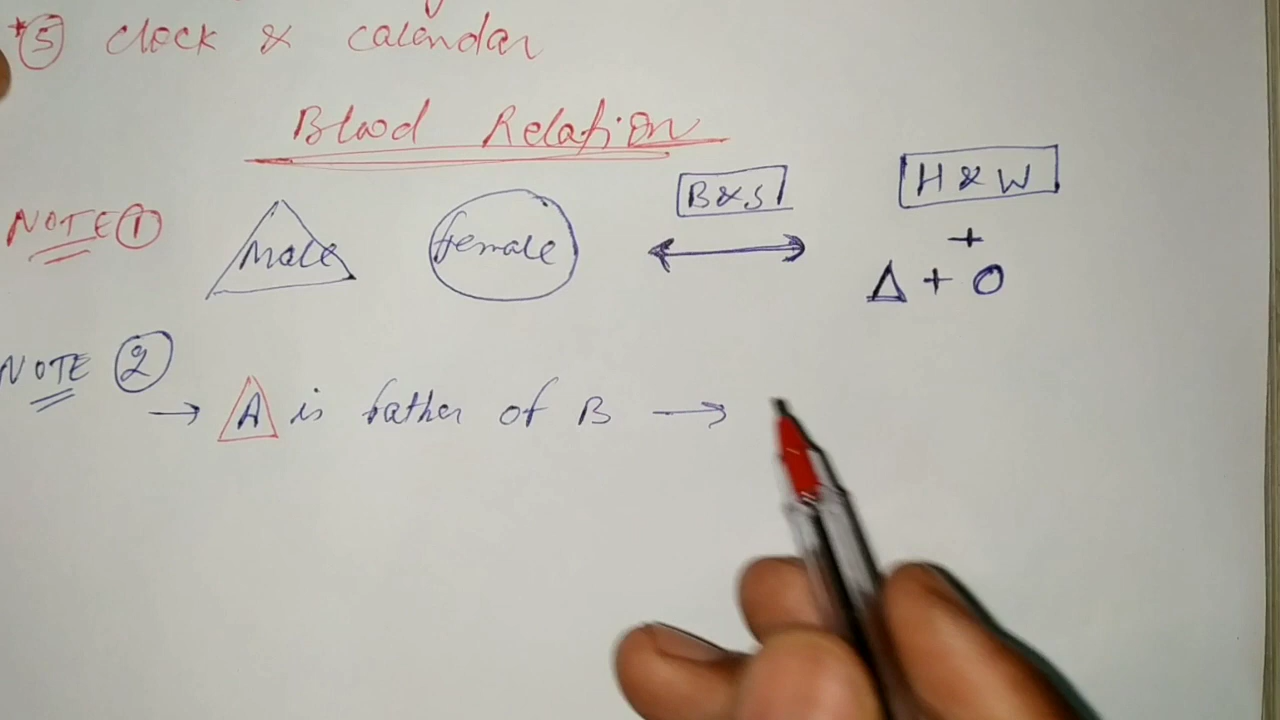 *5 clock & calendar
Blood Relation
NOTE 1 male female B&S H & W
+
Δ + O
NOTE 2
→ A is father of B →